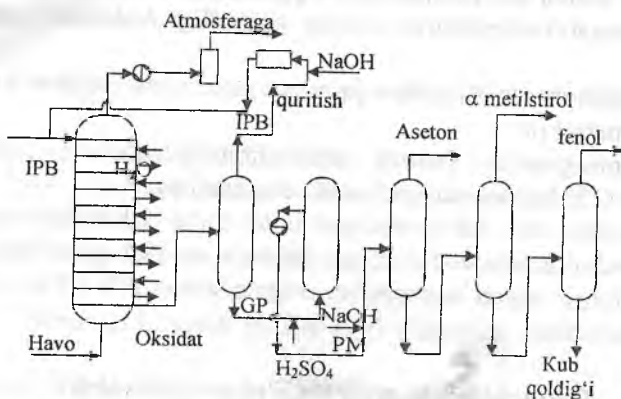 Atmosferaga
NaOH
quritish
IPB
α metilstirol
Aseton
fenol
IPB
H₂O
GP
NaOH
PM
H₂SO₄
Havo
Oksidat
Kub
qoldig‘i